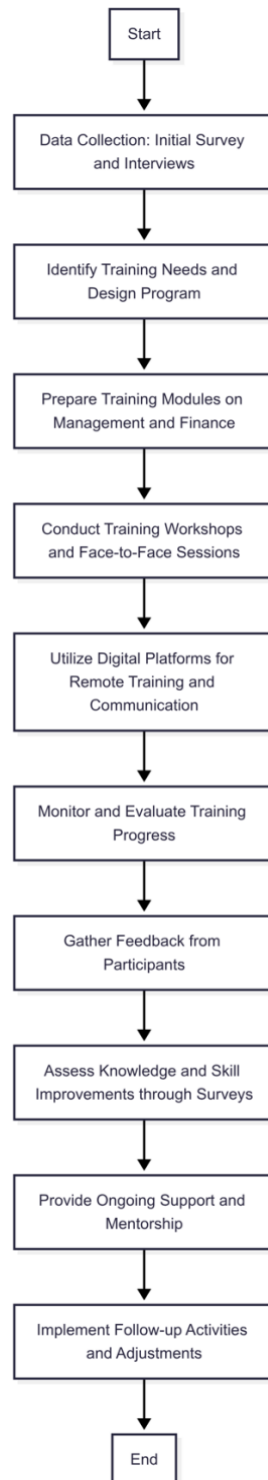 Start
Data Collection: Initial Survey
and Interviews
Identify Training Needs and
Design Program
Prepare Training Modules on
Management and Finance
Conduct Training Workshops
and Face-to-Face Sessions
Utilize Digital Platforms for
Remote Training and
Communication
Monitor and Evaluate Training
Progress
Gather Feedback from
Participants
Assess Knowledge and Skill
Improvements through Surveys
Provide Ongoing Support and
Mentorship
Implement Follow-up Activities
and Adjustments
End